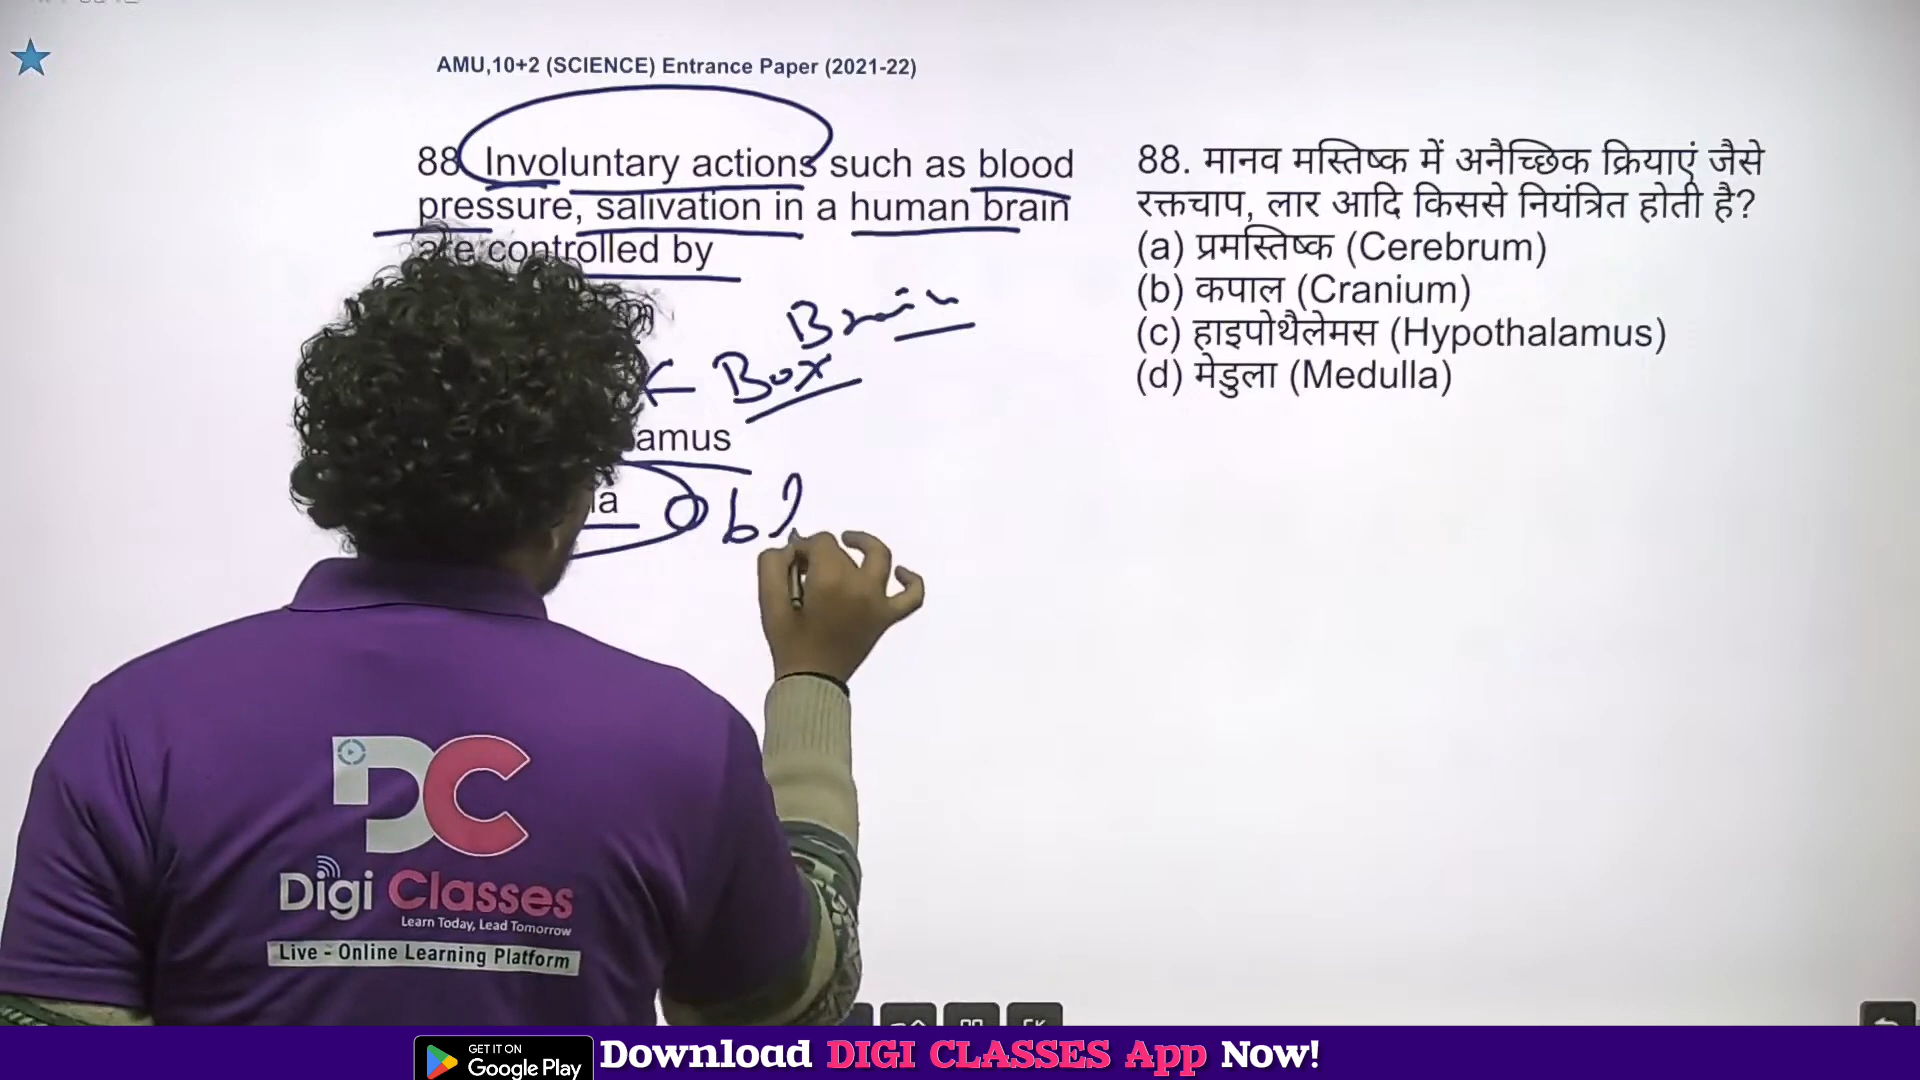 AMU,10+2 (SCIENCE) Entrance Paper (2021-22)
88 Involuntary actions such as blood
pressure, salivation in a human brain
are controlled by
Brain
Box
amus
la
88. मानव मस्तिष्क में अनैच्छिक क्रियाएं जैसे
रक्तचाप, लार आदि किससे नियंत्रित होती है?
(a) प्रमस्तिष्क (Cerebrum)
(b) कपाल (Cranium)
(c) हाइपोथैलेमस (Hypothalamus)
(d) मेडुला (Medulla)
DC
Digi Classes
Learn Today, Lead Tomorrow
Live - Online Learning Platform
GET IT ON
Google Play
Download DIGI CLASSES App Now!